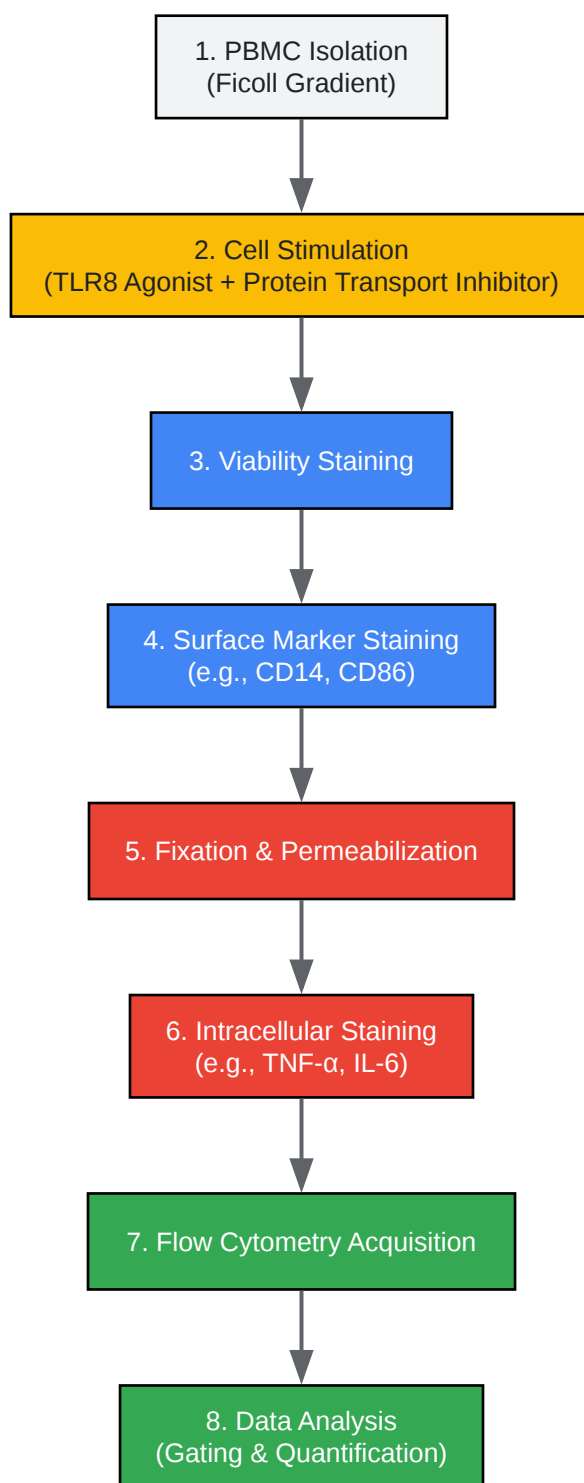 1. PBMC Isolation
(Ficoll Gradient)
2. Cell Stimulation
(TLR8 Agonist + Protein Transport Inhibitor)
3. Viability Staining
4. Surface Marker Staining
(e.g., CD14, CD86)
5. Fixation & Permeabilization
6. Intracellular Staining
(e.g., TNF-α, IL-6)
7. Flow Cytometry Acquisition
8. Data Analysis
(Gating & Quantification)